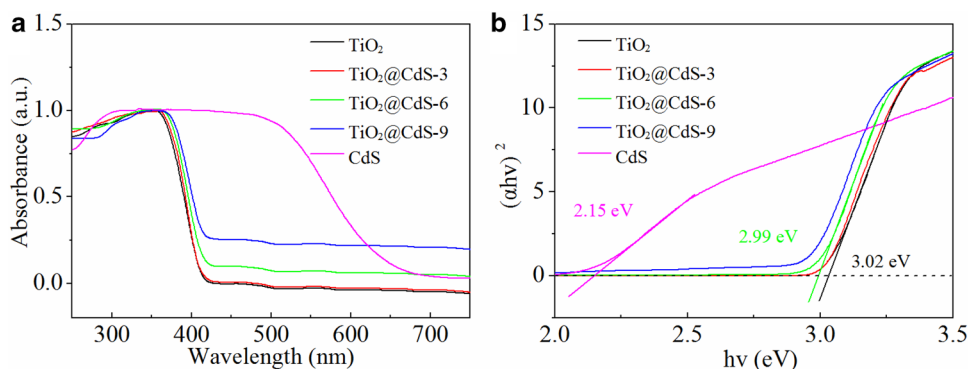 a
1.5
1.0
0.5
0.0
Absorbance (a.u.)
TiO₂
TiO₂@CdS-3
TiO₂@CdS-6
TiO₂@CdS-9
CdS
300
400
500
600
700
Wavelength (nm)
b
15
10
5
0
(αhν)²
TiO₂
TiO₂@CdS-3
TiO₂@CdS-6
TiO₂@CdS-9
CdS
2.15 eV
2.99 eV
3.02 eV
2.0
2.5
3.0
3.5
hν (eV)